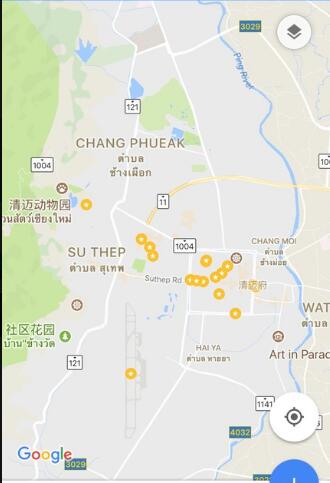 3029
Ping River
121
CHANG PHUEAK
ตำบล
ช้างเผือก
1004
11
清迈动物园
วนสัตว์เชียงใหม่
1004
CHANG MOI
ตำบล
ช้างม่อย
SU THEP
ตำบล สุเทพ
Suthep Rd
清迈府
WAT
ตำบล
社区花园
บ้าน"ข้างวัด
HAI YA
ตำบล หายยา
Art in Parad
121
1141
4032
Google
3029